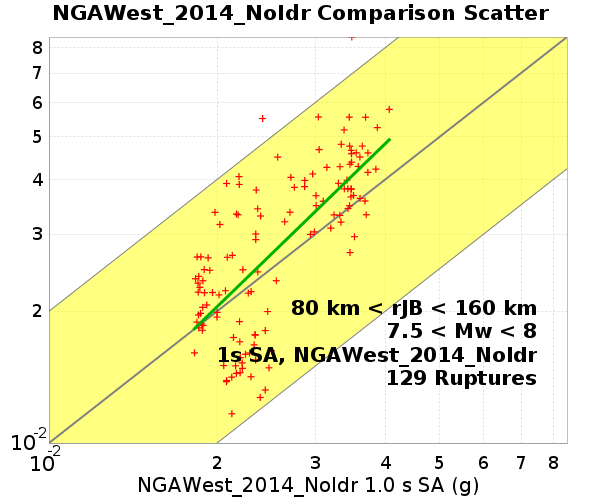 NGAWest_2014_NoIdr Comparison Scatter
8
7
6
5
4
3
2
10-2
80 km < rJB < 160 km
7.5 < Mw < 8
1s SA, NGAWest_2014_NoIdr
129 Ruptures
10-2
2 3 4 5 6 7 8
NGAWest_2014_NoIdr 1.0 s SA (g)